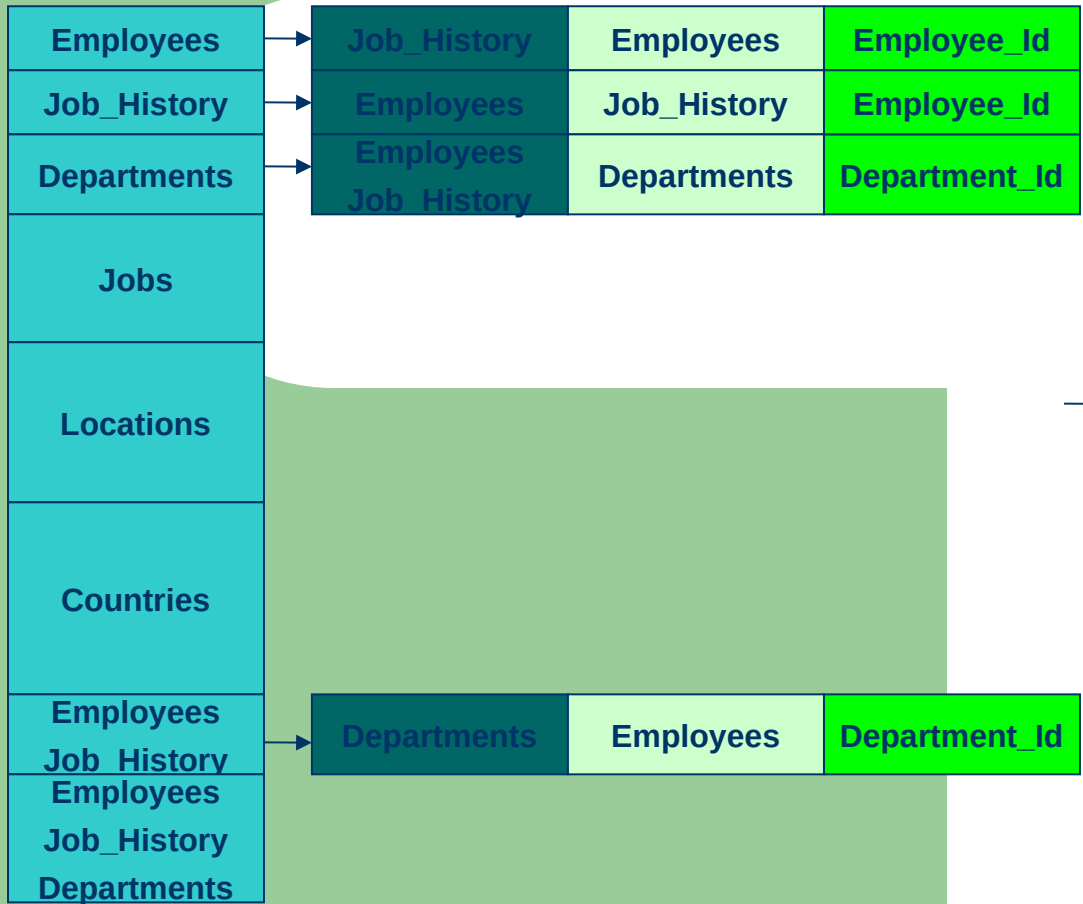 Employees Job_History Employees Employee_Id
Job_History Employees Job_History Employee_Id
Departments Employees Departments Department_Id
Job_History
Jobs
Locations
Countries
Employees
Job_History Departments Employees Department_Id
Employees
Job_History
Departments